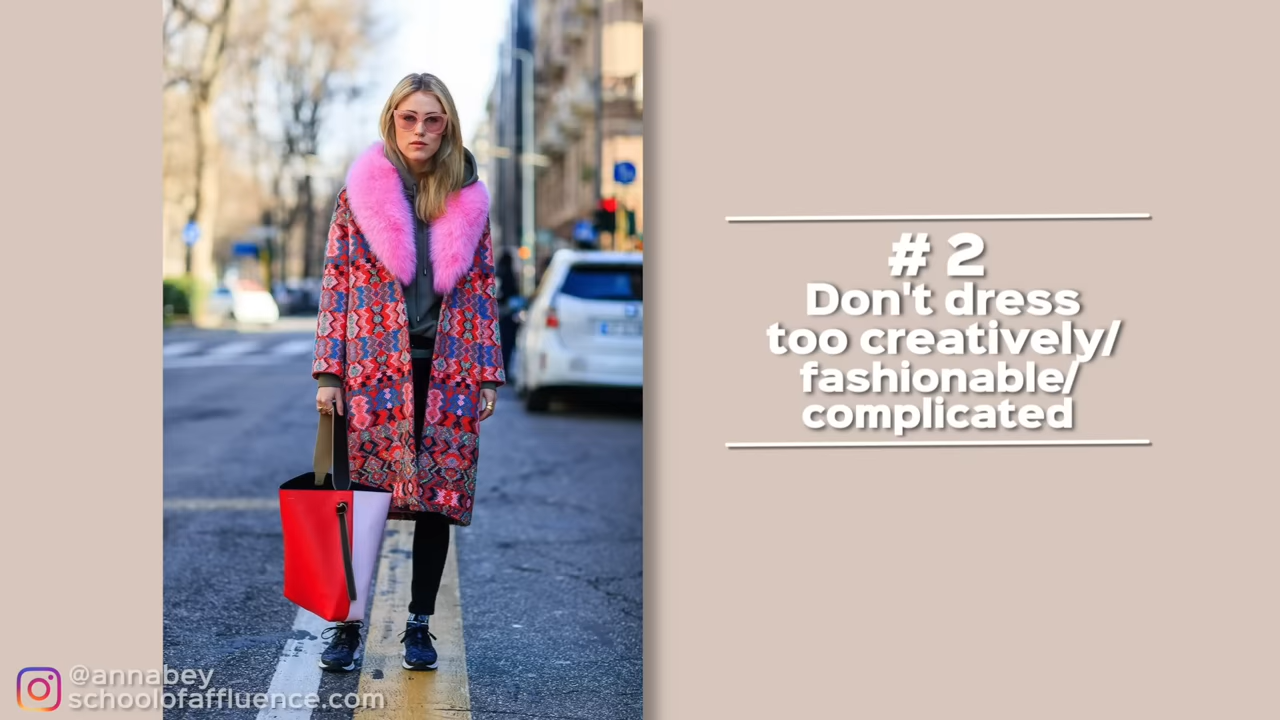 # 2
Don't dress
too creatively/
fashionable/
complicated
@annabey
schoolofaffluence.com